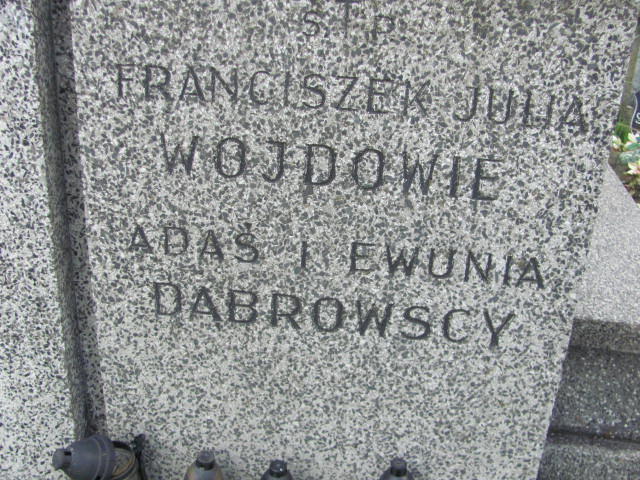 Ś.T.P.
FRANCISZEK JULIA
WOJDOWIE
ADAŚ I EWUNIA
DĄBROWSCY